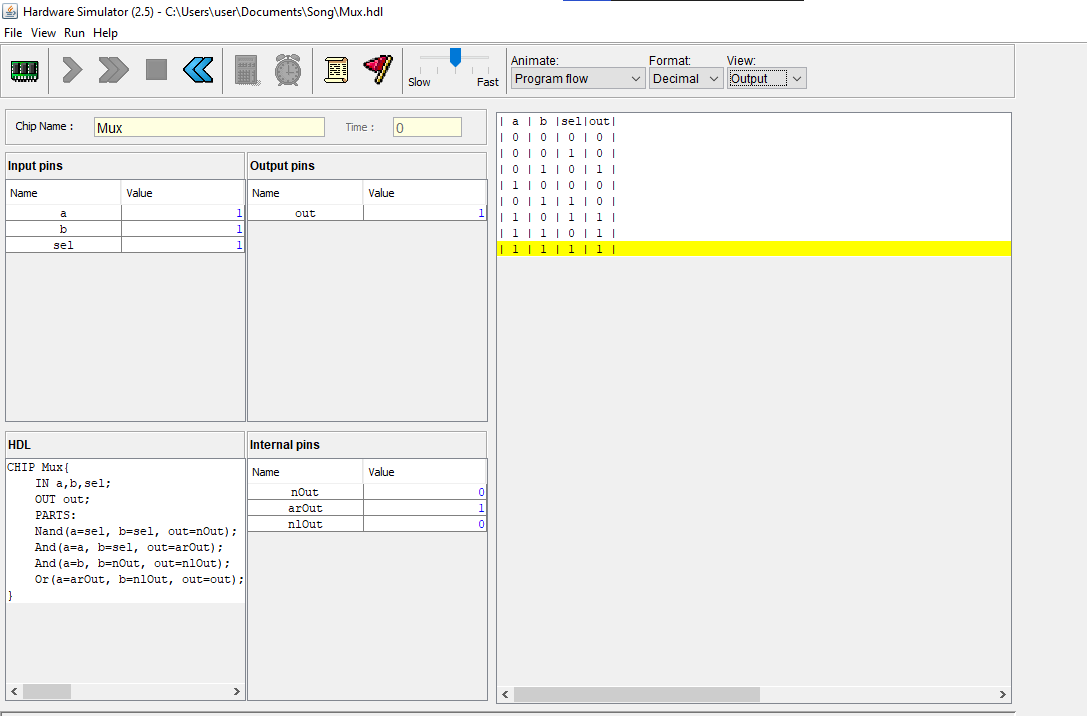 Hardware Simulator (2.5) - C:\Users\user\Documents\Song\Mux.hdl
File View Run Help
Slow Fast
Animate: Format: View:
Program flow Decimal Output
Chip Name : Mux Time : 0
Input pins
Name Value
a 1
b 1
sel 1
Output pins
Name Value
out 1
HDL
CHIP Mux{
IN a,b,sel;
OUT out;
PARTS:
Nand(a=sel, b=sel, out=nOut);
And(a=a, b=sel, out=arOut);
And(a=b, b=nOut, out=nlOut);
Or(a=arOut, b=nlOut, out=out);
}
Internal pins
Name Value
nOut 0
arOut 1
nlOut 0
| a | b |sel|out|
| 0 | 0 | 0 | 0 |
| 0 | 0 | 1 | 0 |
| 0 | 1 | 0 | 1 |
| 1 | 0 | 0 | 0 |
| 0 | 1 | 1 | 0 |
| 1 | 0 | 1 | 1 |
| 1 | 1 | 0 | 1 |
| 1 | 1 | 1 | 1 |